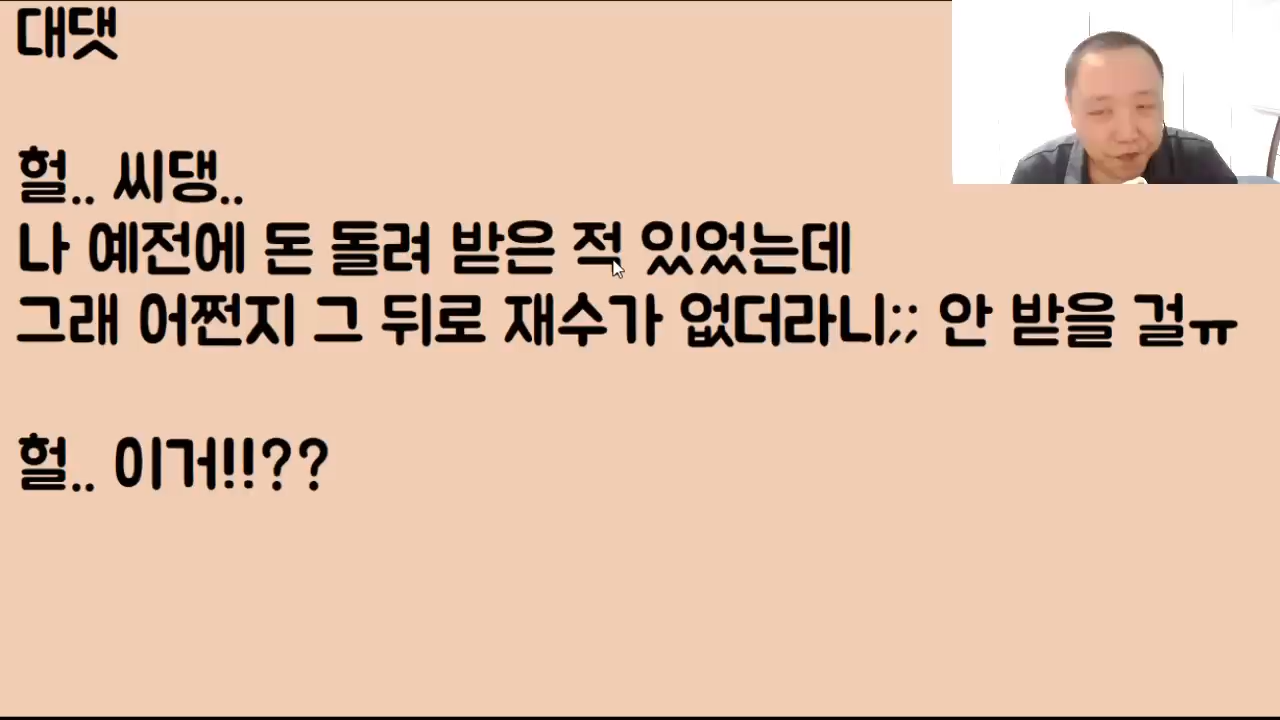 대댓
헐.. 씨댕..
나 예전에 돈 돌려 받은 적 있었는데
그래 어쩐지 그 뒤로 재수가 없더라니;; 안 받을 걸ㅠ
헐.. 이거!!??